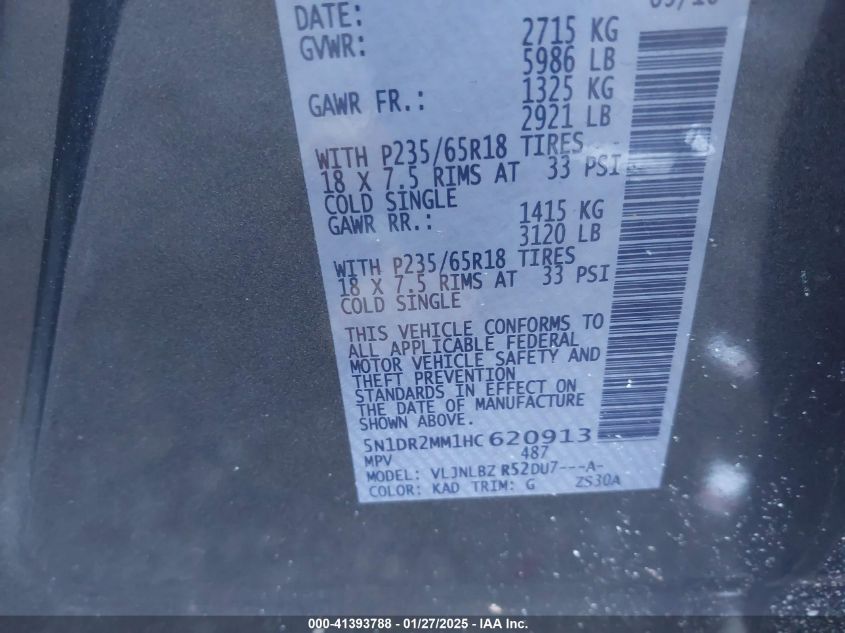 DATE:
GVWR: 2715 KG
5986 LB
GAWR FR.: 1325 KG
2921 LB
WITH P235/65R18 TIRES
18 X 7.5 RIMS AT 33 PSI
COLD SINGLE
GAWR RR.: 1415 KG
3120 LB
WITH P235/65R18 TIRES
18 X 7.5 RIMS AT 33 PSI
COLD SINGLE
THIS VEHICLE CONFORMS TO
ALL APPLICABLE FEDERAL
MOTOR VEHICLE SAFETY AND
THEFT PREVENTION
STANDARDS IN EFFECT ON
THE DATE OF MANUFACTURE
SHOWN ABOVE.
5N1DR2MM1HC 620913
MPV 487
MODEL: VLJNLBZ R52DU7---A-
COLOR: KAD TRIM: G ZS30A
000-41393788 — 01/27/2025 — IAA Inc.